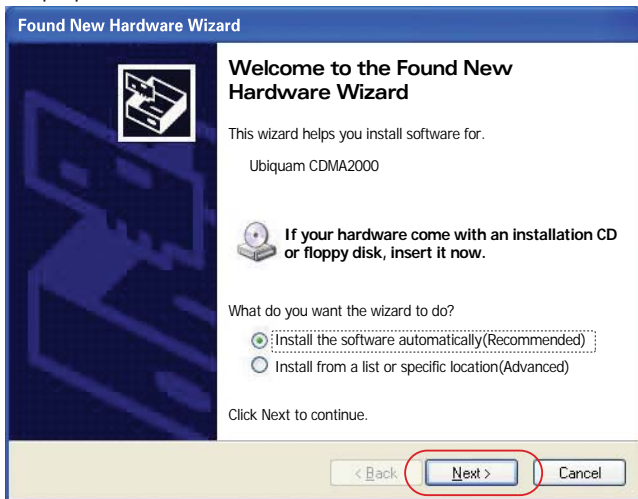 Found New Hardware Wizard
Welcome to the Found New
Hardware Wizard
This wizard helps you install software for.
Ubiquam CDMA2000
If your hardware come with an installation CD
or floppy disk, insert it now.
What do you want the wizard to do?
Install the software automatically(Recommended)
Install from a list or specific location(Advanced)
Click Next to continue.
< Back
Next >
Cancel